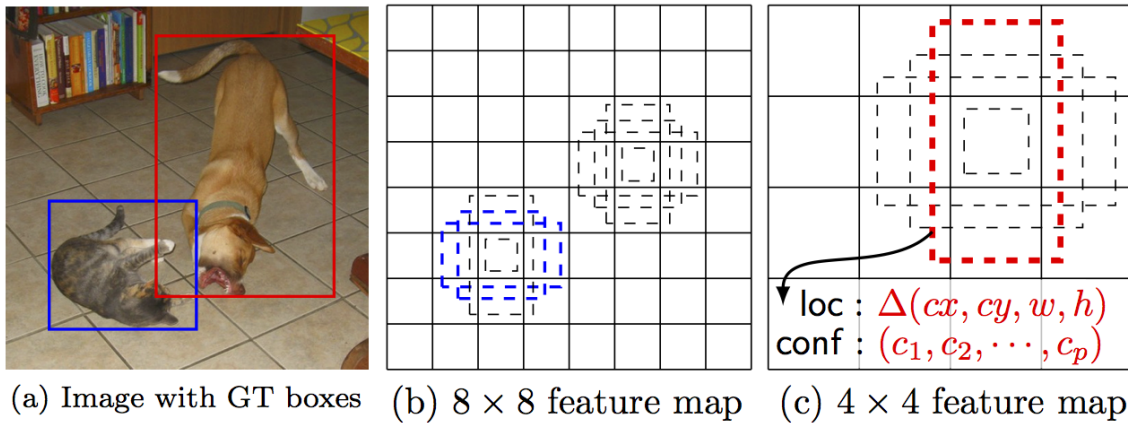 loc : Δ(cx, cy, w, h)
conf : (c₁, c₂, ⋯, cₚ)
(a) Image with GT boxes
(b) 8 × 8 feature map
(c) 4 × 4 feature map